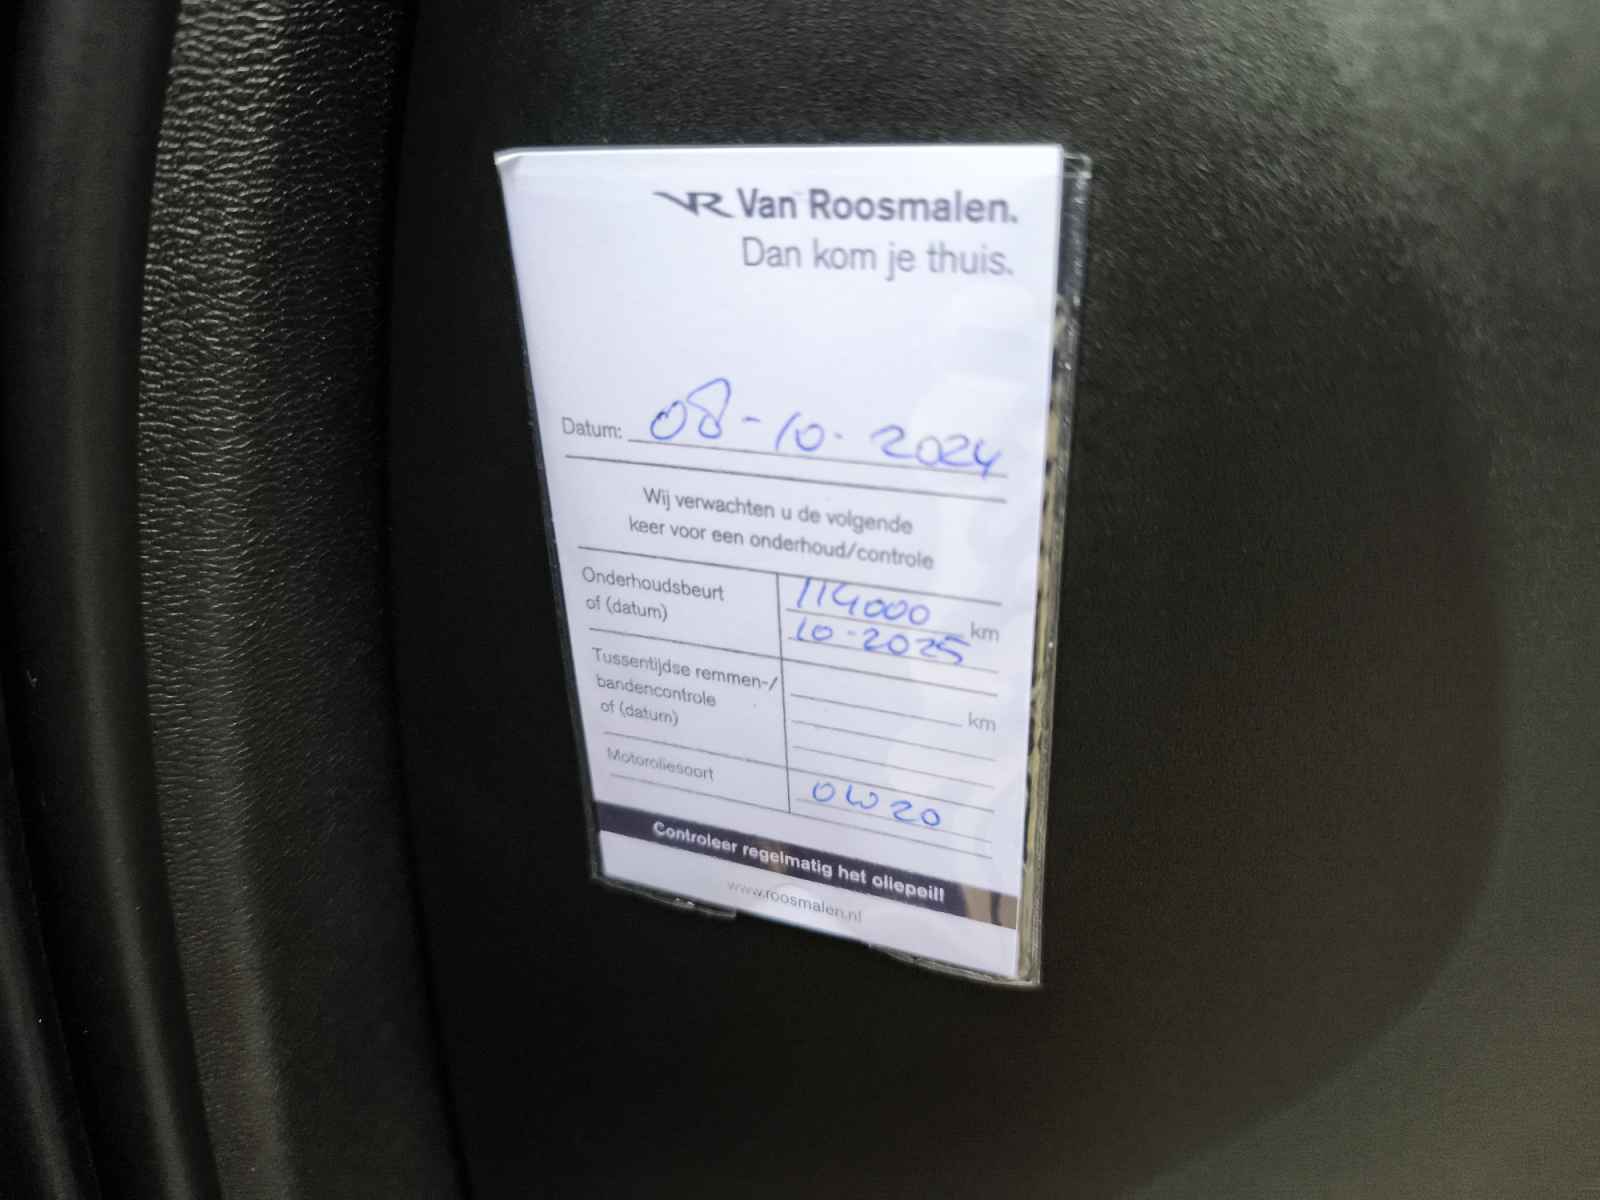 VR Van Roosmalen.
Dan kom je thuis.
Datum: 08-10-2024
Wij verwachten u de volgende
keer voor een onderhoud/controle
Onderhoudsbeurt 114000 km
of (datum) 10-2025
Tussentijdse remmen-/
bandencontrole km
of (datum)
Motoroliesoort 0W20
Controleer regelmatig het oliepeil!
www.roosmalen.nl